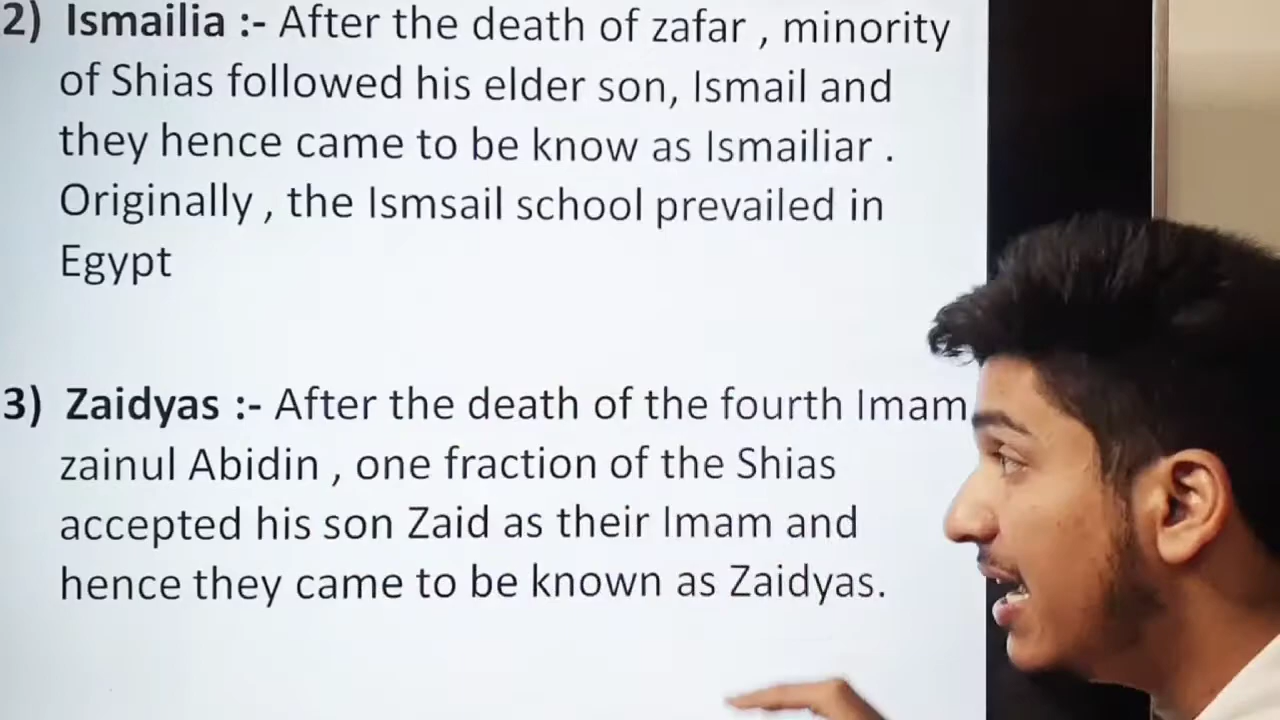 2) Ismailia :- After the death of zafar , minority
of Shias followed his elder son, Ismail and
they hence came to be know as Ismailiar .
Originally , the Ismsail school prevailed in
Egypt
3) Zaidyas :- After the death of the fourth Imam
zainul Abidin , one fraction of the Shias
accepted his son Zaid as their Imam and
hence they came to be known as Zaidyas.